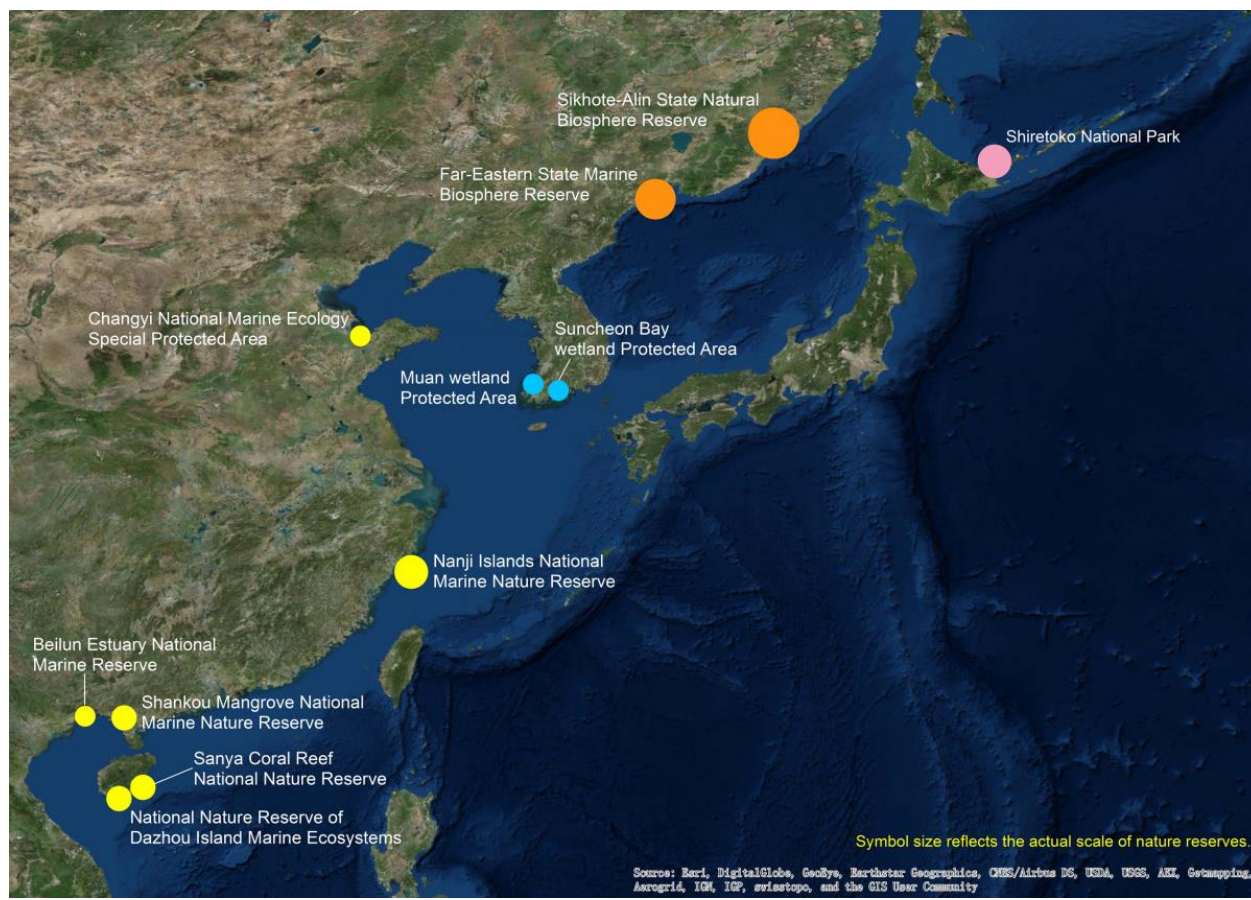 Sikhote-Alin State Natural
Biosphere Reserve
Shiretoko National Park
Far-Eastern State Marine
Biosphere Reserve
Changyi National Marine Ecology
Special Protected Area
Suncheon Bay
wetland Protected Area
Muan wetland
Protected Area
Nanji Islands National
Marine Nature Reserve
Beilun Estuary National
Marine Reserve
Shankou Mangrove National
Marine Nature Reserve
Sanya Coral Reef
National Nature Reserve
National Nature Reserve of
Dazhou Island Marine Ecosystems
Symbol size reflects the actual scale of nature reserves.
Source: Esri, DigitalGlobe, GeoEye, Earthstar Geographics, CNES/Airbus DS, USDA, USGS, AEX, Getmapping,
Aerogrid, IGN, IGP, swisstopo, and the GIS User Community